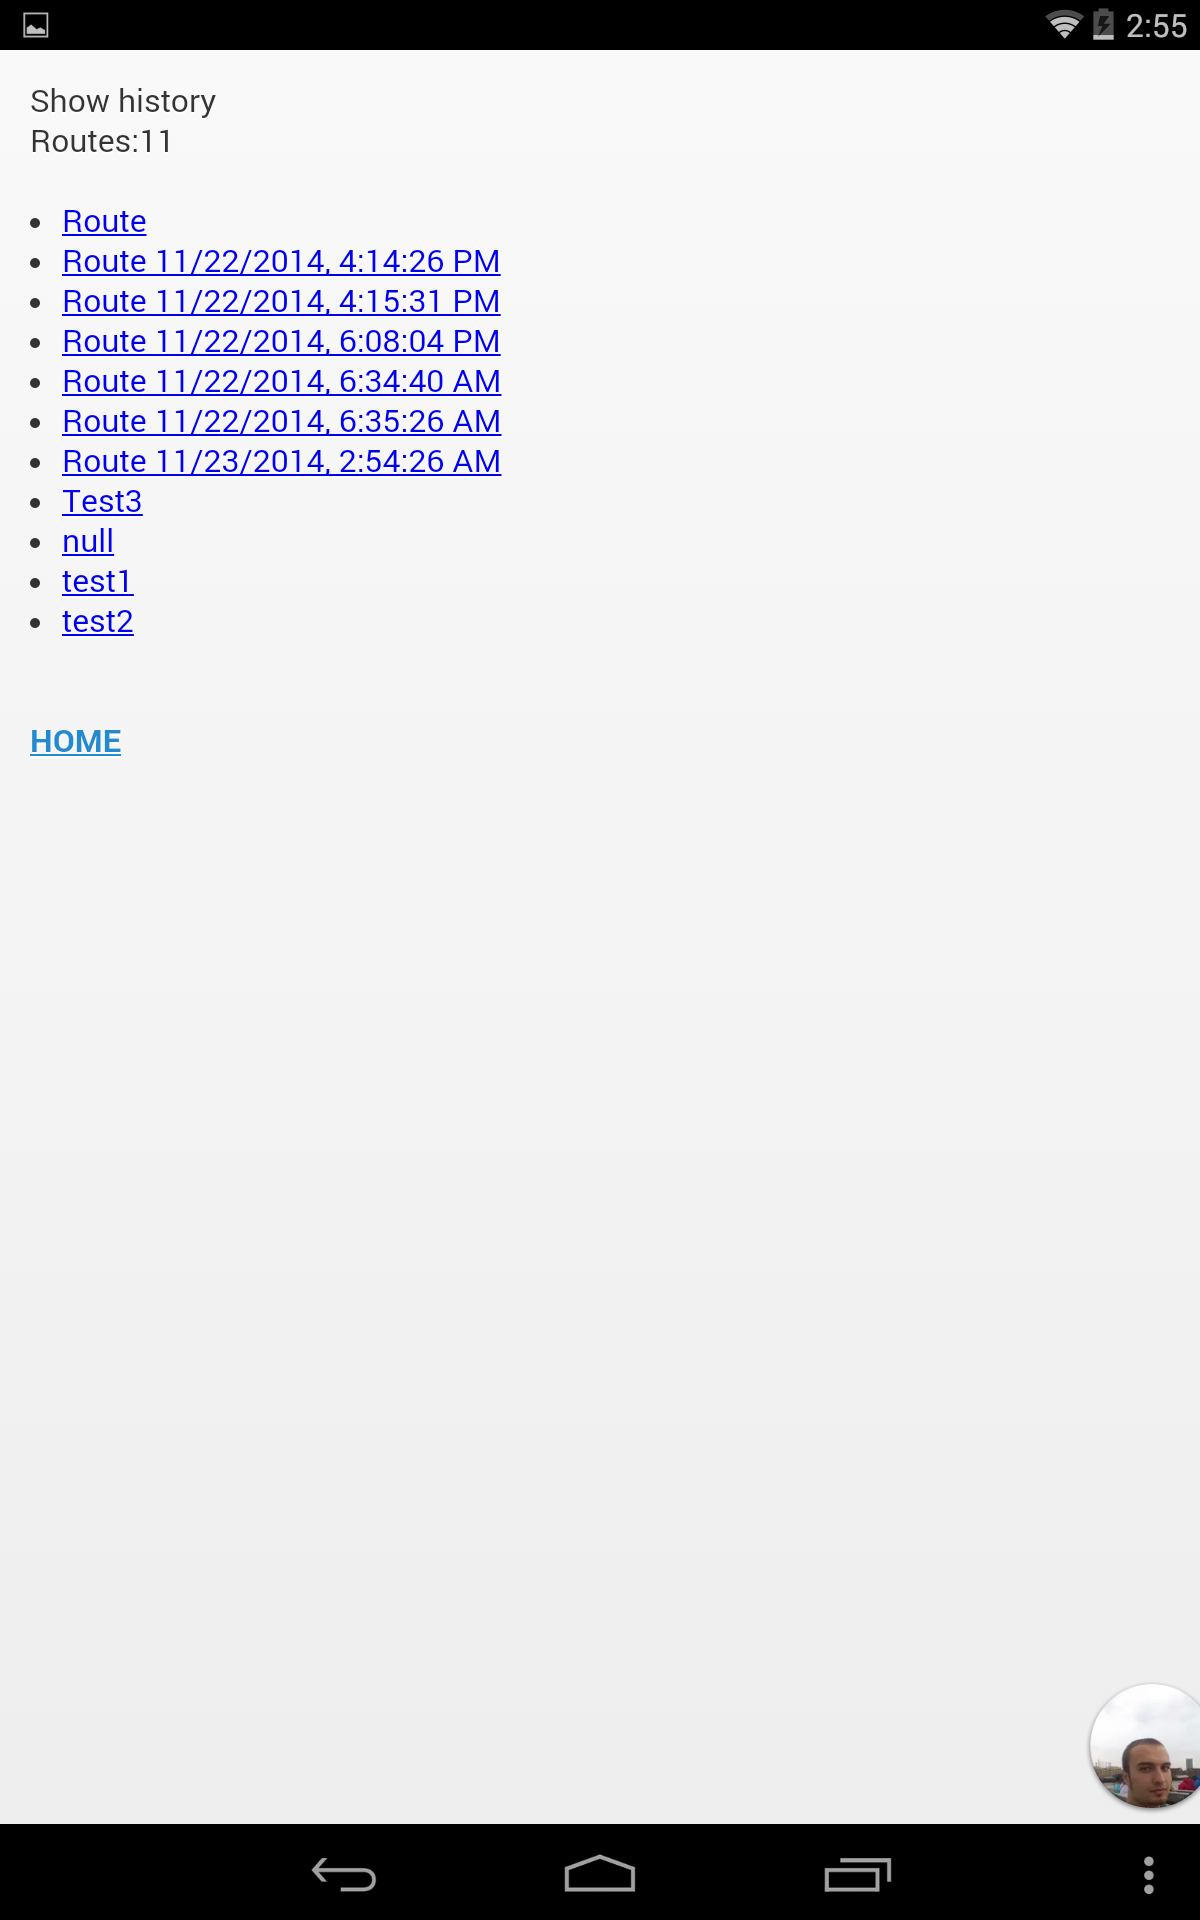 2:55
Show history
Routes:11
Route
Route 11/22/2014, 4:14:26 PM
Route 11/22/2014, 4:15:31 PM
Route 11/22/2014, 6:08:04 PM
Route 11/22/2014, 6:34:40 AM
Route 11/22/2014, 6:35:26 AM
Route 11/23/2014, 2:54:26 AM
Test3
null
test1
test2
HOME